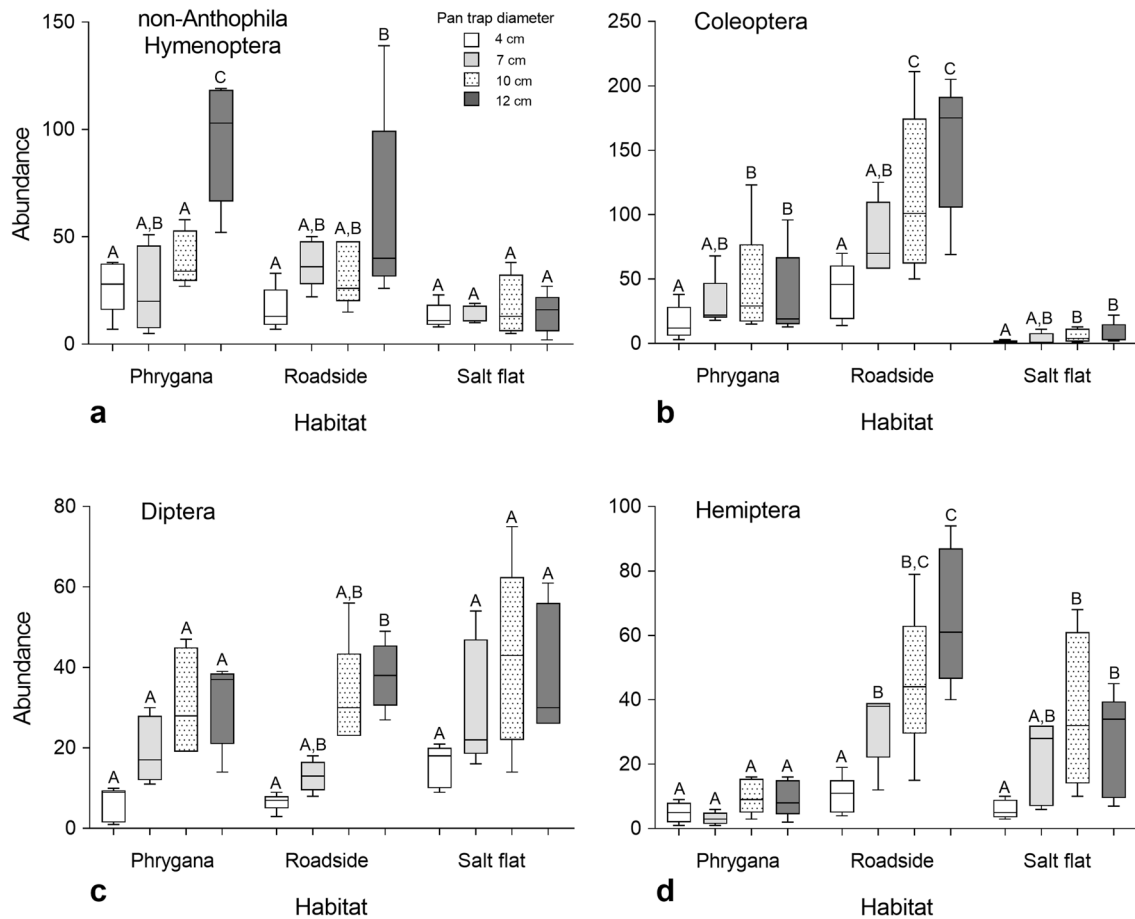 non-Anthophila
Hymenoptera
Pan trap diameter
4 cm
7 cm
10 cm
12 cm
Abundance
150
100
50
0
A
A,B
A
C
A
A,B
A,B
B
A
A
A
A
Phrygana
Roadside
Salt flat
a
Habitat
Coleoptera
250
200
150
100
50
0
A
A,B
B
B
A
A,B
C
C
A
A,B
B
B
Phrygana
Roadside
Salt flat
b
Habitat
Diptera
Abundance
80
60
40
20
0
A
A
A
A
A
A,B
A,B
B
A
A
A
A
Phrygana
Roadside
Salt flat
c
Habitat
Hemiptera
100
80
60
40
20
0
A
A
A
A
A
B
B,C
C
A
A,B
B
B
Phrygana
Roadside
Salt flat
d
Habitat